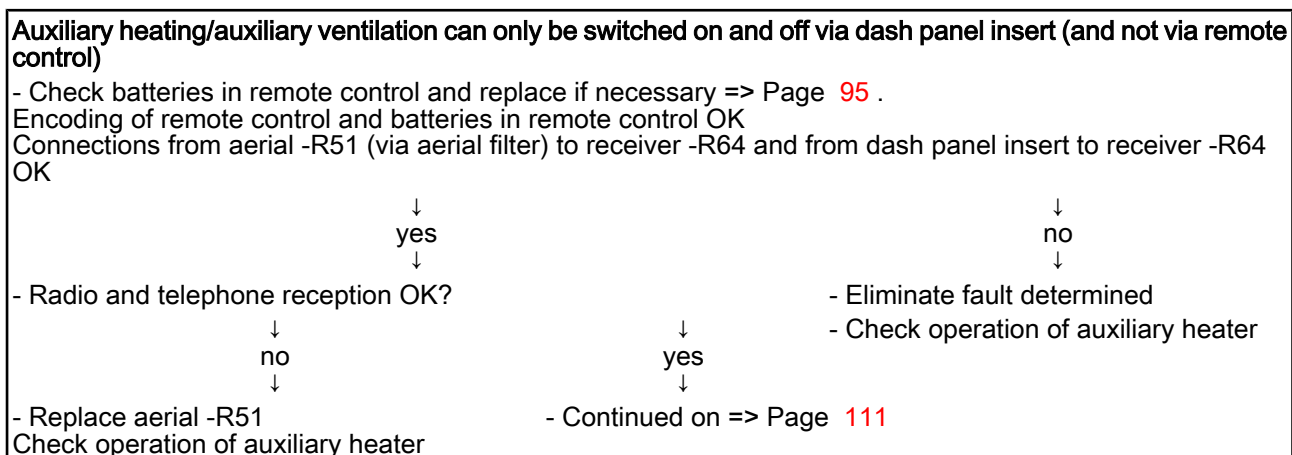 Auxiliary heating/auxiliary ventilation can only be switched on and off via dash panel insert (and not via remote
control)
- Check batteries in remote control and replace if necessary => Page 95 .
Encoding of remote control and batteries in remote control OK
Connections from aerial -R51 (via aerial filter) to receiver -R64 and from dash panel insert to receiver -R64
OK
↓ ↓
yes no
↓ ↓
- Radio and telephone reception OK? - Eliminate fault determined
↓ ↓ - Check operation of auxiliary heater
no yes
↓ ↓
- Replace aerial -R51 - Continued on => Page 111
Check operation of auxiliary heater